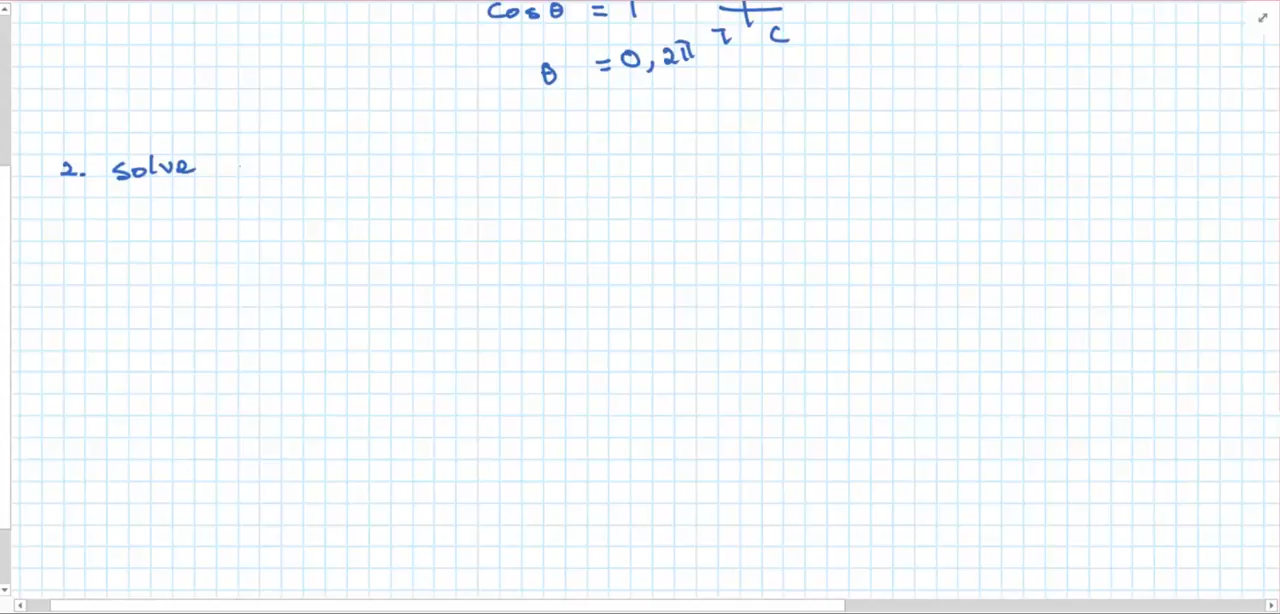 cos θ = 1
T C
θ = 0, 2π
2. solve